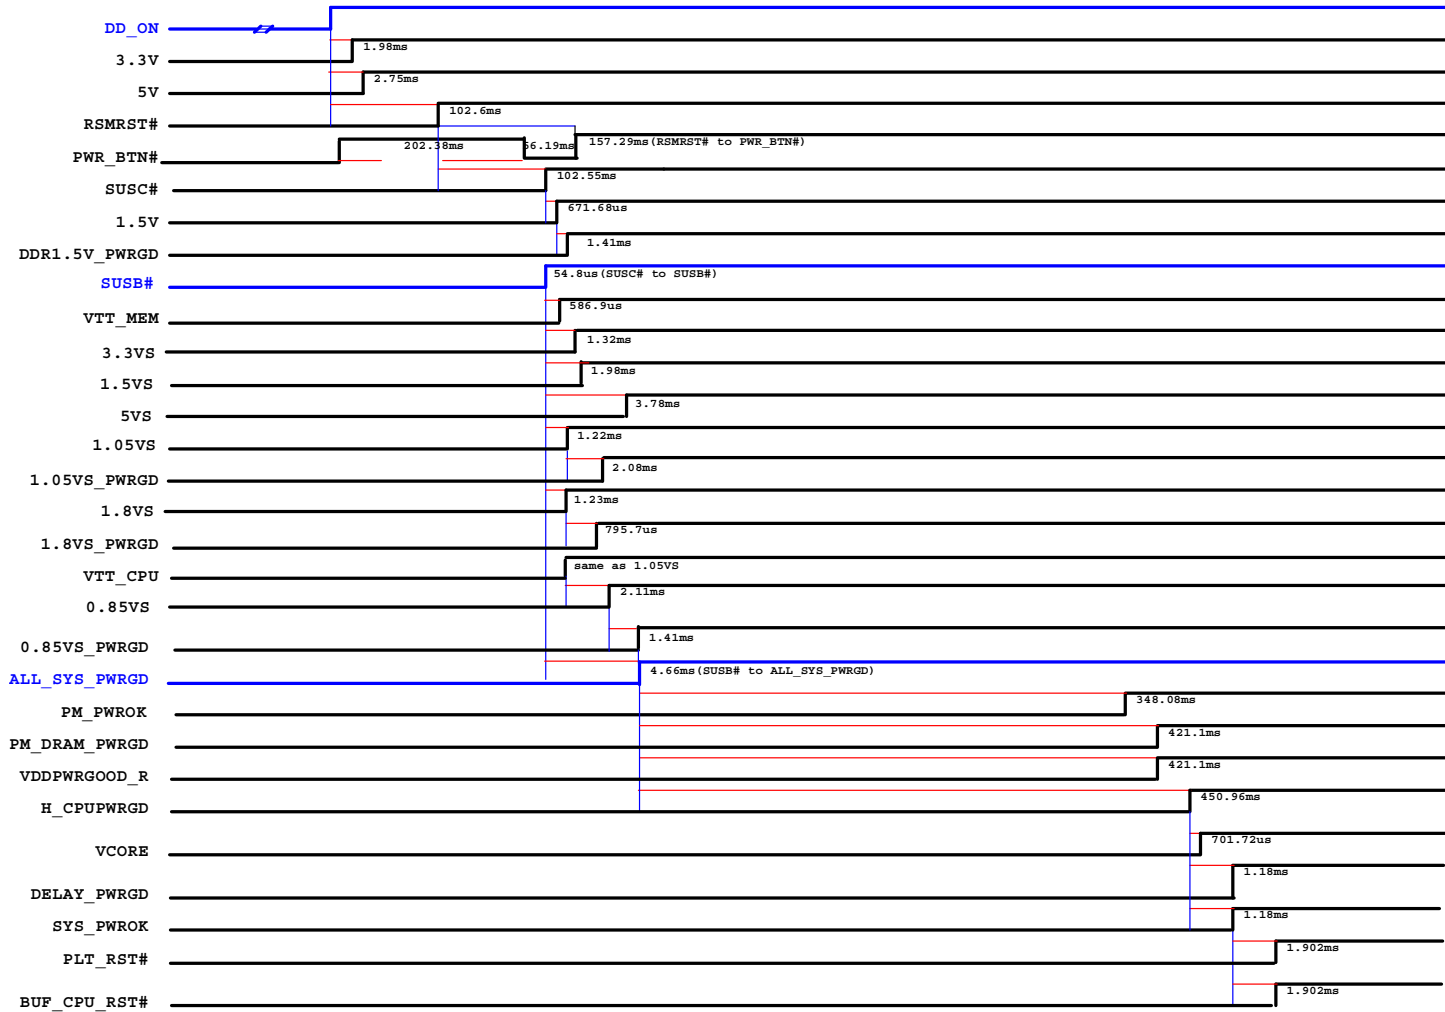 DD_ON
3.3V 1.98ms
5V 2.75ms
RSMRST# 102.6ms
PWR_BTN# 202.38ms 56.19ms 157.29ms(RSMRST# to PWR_BTN#)
SUSC# 102.55ms
1.5V 671.68us
DDR1.5V_PWRGD 1.41ms
SUSB# 54.8us(SUSC# to SUSB#)
VTT_MEM 586.9us
3.3VS 1.32ms
1.5VS 1.98ms
5VS 3.78ms
1.05VS 1.22ms
1.05VS_PWRGD 2.08ms
1.8VS 1.23ms
1.8VS_PWRGD 795.7us
VTT_CPU same as 1.05VS
0.85VS 2.11ms
0.85VS_PWRGD 1.41ms
ALL_SYS_PWRGD 4.66ms(SUSB# to ALL_SYS_PWRGD)
PM_PWROK 348.08ms
PM_DRAM_PWRGD 421.1ms
VDDPWRGOOD_R 421.1ms
H_CPUPWRGD 450.96ms
VCORE 701.72us
DELAY_PWRGD 1.18ms
SYS_PWROK 1.18ms
PLT_RST# 1.902ms
BUF_CPU_RST# 1.902ms